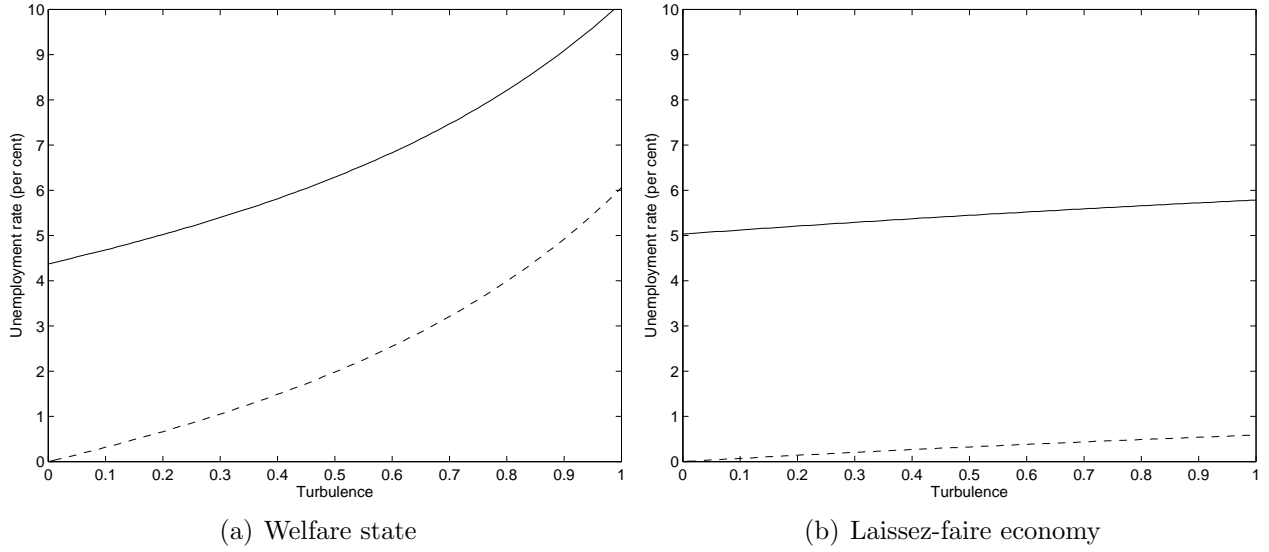 10
9
8
7
6
5
4
3
2
1
0
Unemployment rate (per cent)
0 0.1 0.2 0.3 0.4 0.5 0.6 0.7 0.8 0.9 1
Turbulence
(a) Welfare state
10
9
8
7
6
5
4
3
2
1
0
Unemployment rate (per cent)
0 0.1 0.2 0.3 0.4 0.5 0.6 0.7 0.8 0.9 1
Turbulence
(b) Laissez-faire economy